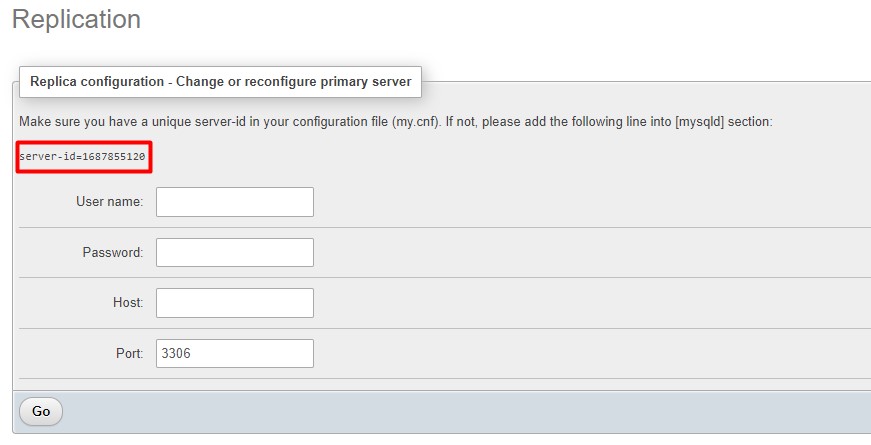 Replication
Replica configuration - Change or reconfigure primary server
Make sure you have a unique server-id in your configuration file (my.cnf). If not, please add the following line into [mysqld] section:
server-id=1687855120
User name:
Password:
Host:
Port: 3306
Go